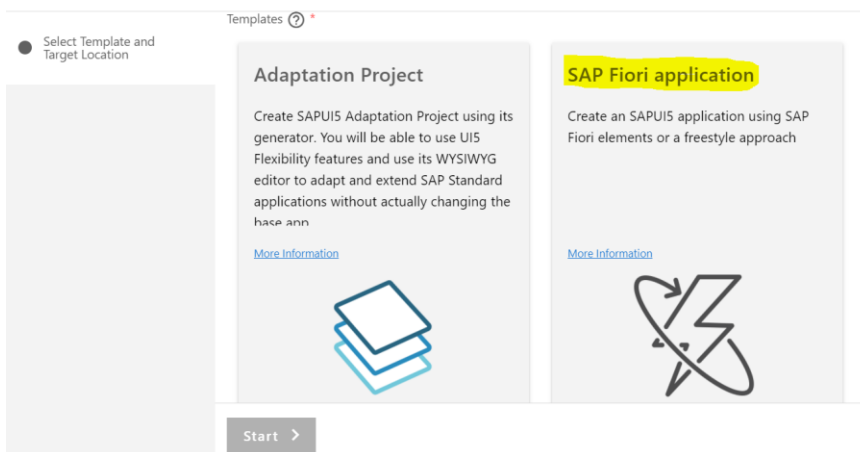 Templates ? *
Select Template and
Target Location
Adaptation Project
Create SAPUI5 Adaptation Project using its
generator. You will be able to use UI5
Flexibility features and use its WYSIWYG
editor to adapt and extend SAP Standard
applications without actually changing the
base app
More Information
SAP Fiori application
Create an SAPUI5 application using SAP
Fiori elements or a freestyle approach
More Information
Start >